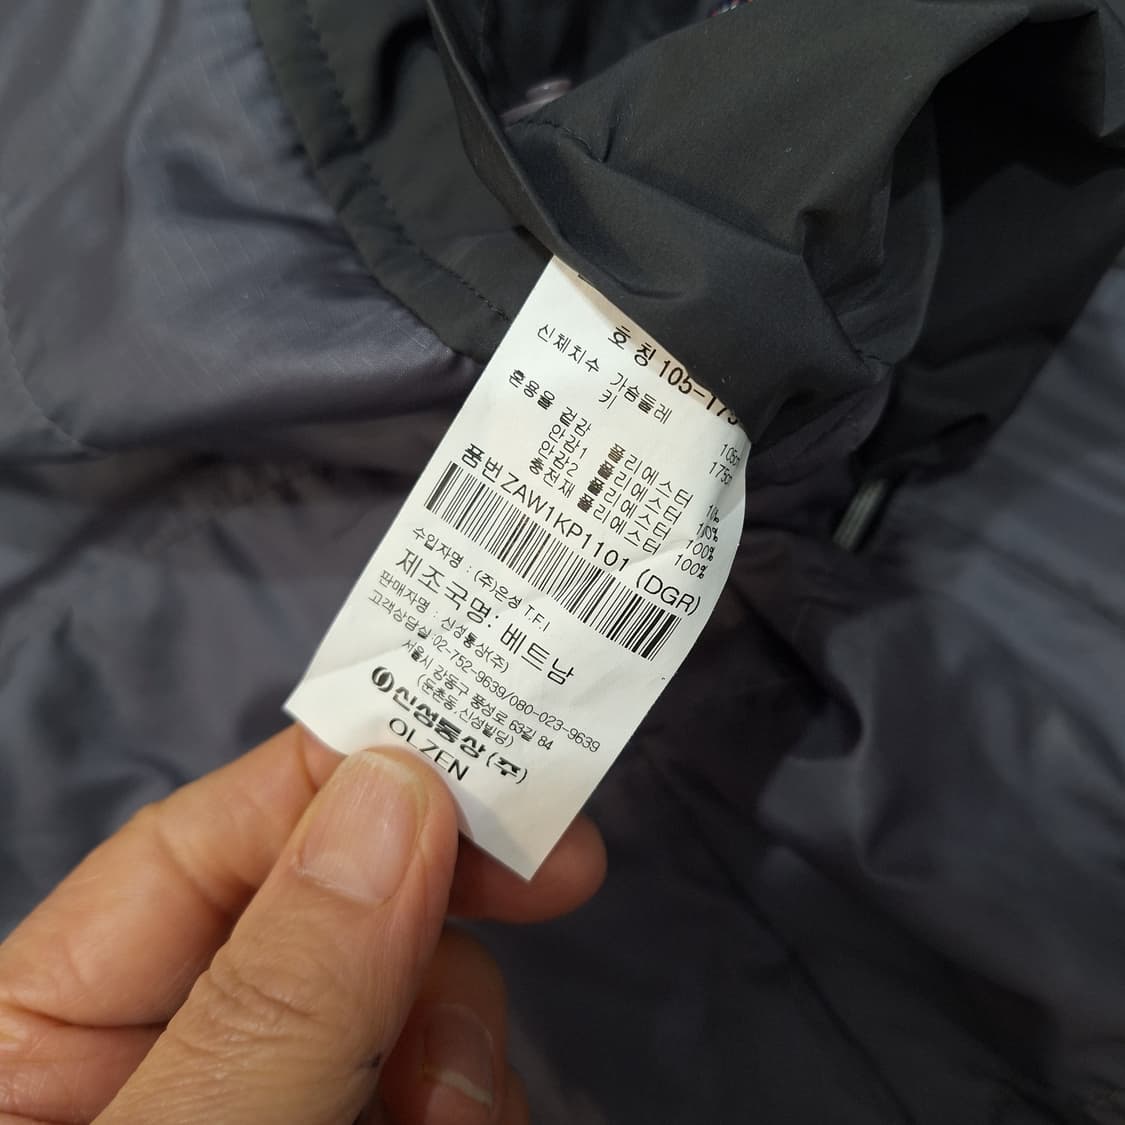 호 칭 105-175
신체치수 가슴둘레 105cm
키 175cm
혼용율 겉감 폴리에스터
안감1 폴리에스터
안감2 폴리에스터 100%
충전재 폴리에스터 100%
품번ZAW1KP1101 (DGR)
수입자명 : (주)은성 T.F.I
제조국명: 베트남
판매자명 : 신성통상(주)
고객상담실:02-752-9639/080-023-9639
서울시 강동구 풍성로 63길 84
(둔촌동,신성빌딩)
신성통상(주)
OLZEN